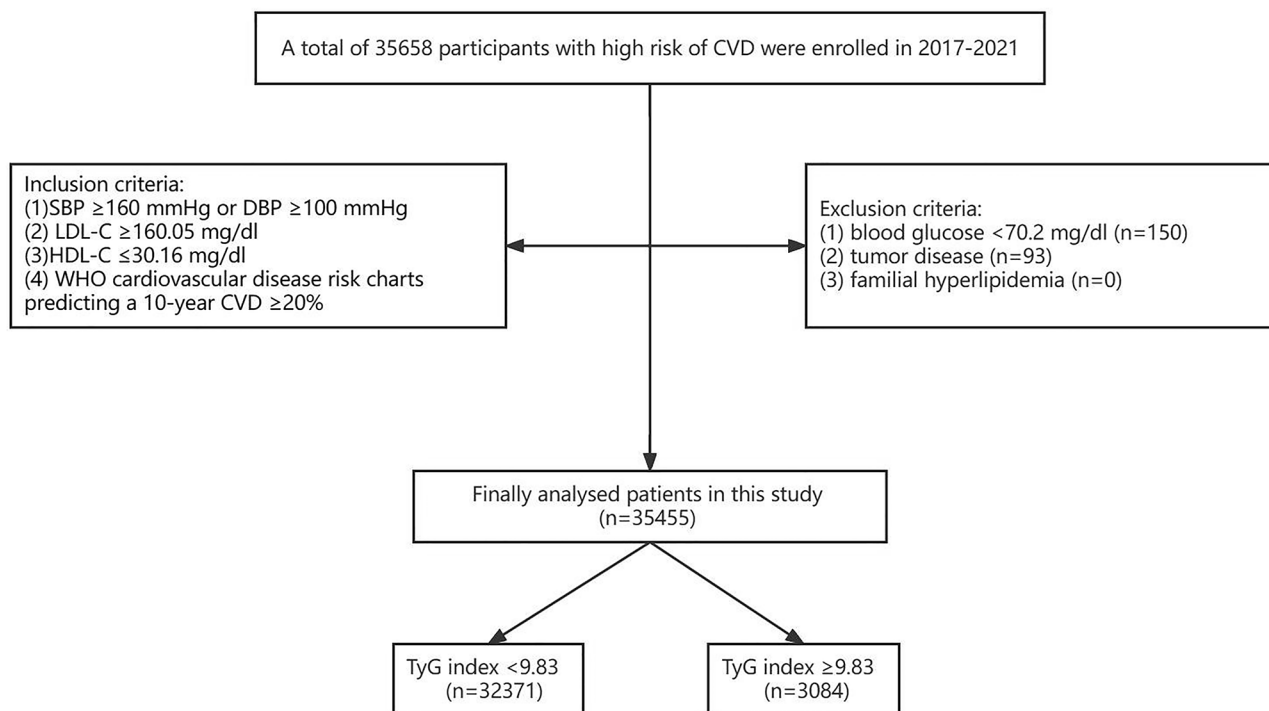 A total of 35658 participants with high risk of CVD were enrolled in 2017-2021
Inclusion criteria:
(1)SBP ≥160 mmHg or DBP ≥100 mmHg
(2) LDL-C ≥160.05 mg/dl
(3)HDL-C ≤30.16 mg/dl
(4) WHO cardiovascular disease risk charts
predicting a 10-year CVD ≥20%
Exclusion criteria:
(1) blood glucose <70.2 mg/dl (n=150)
(2) tumor disease (n=93)
(3) familial hyperlipidemia (n=0)
Finally analysed patients in this study
(n=35455)
TyG index <9.83
(n=32371)
TyG index ≥9.83
(n=3084)